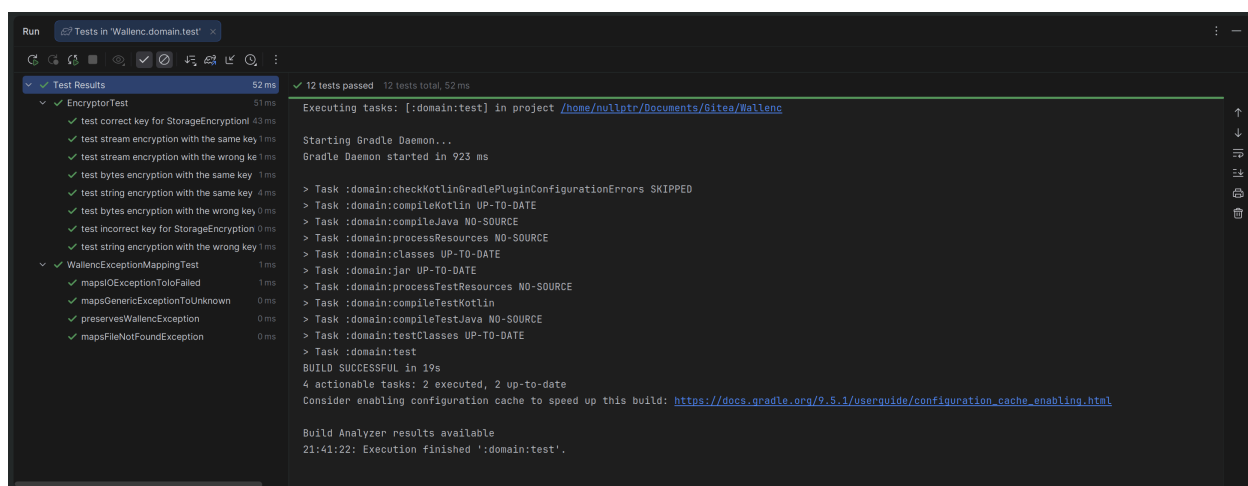 Run
Tests in 'Wallenc.domain.test'
Test Results 52 ms
EncryptorTest 51 ms
test correct key for StorageEncryptionI 43 ms
test stream encryption with the same key 1 ms
test stream encryption with the wrong ke 1 ms
test bytes encryption with the same key 1 ms
test string encryption with the same key 4 ms
test bytes encryption with the wrong key 0 ms
test incorrect key for StorageEncryption 0 ms
test string encryption with the wrong key 1 ms
WallencExceptionMappingTest 1 ms
mapsIOExceptionToIoFailed 1 ms
mapsGenericExceptionToUnknown 0 ms
preservesWallencException 0 ms
mapsFileNotFoundException 0 ms
12 tests passed 12 tests total, 52 ms
Executing tasks: [:domain:test] in project /home/nullptr/Documents/Gitea/Wallenc
Starting Gradle Daemon...
Gradle Daemon started in 923 ms
> Task :domain:checkKotlinGradlePluginConfigurationErrors SKIPPED
> Task :domain:compileKotlin UP-TO-DATE
> Task :domain:compileJava NO-SOURCE
> Task :domain:processResources NO-SOURCE
> Task :domain:classes UP-TO-DATE
> Task :domain:jar UP-TO-DATE
> Task :domain:processTestResources NO-SOURCE
> Task :domain:compileTestKotlin
> Task :domain:compileTestJava NO-SOURCE
> Task :domain:testClasses UP-TO-DATE
> Task :domain:test
BUILD SUCCESSFUL in 19s
4 actionable tasks: 2 executed, 2 up-to-date
Consider enabling configuration cache to speed up this build: https://docs.gradle.org/9.5.1/userguide/configuration_cache_enabling.html
Build Analyzer results available
21:41:22: Execution finished ':domain:test'.